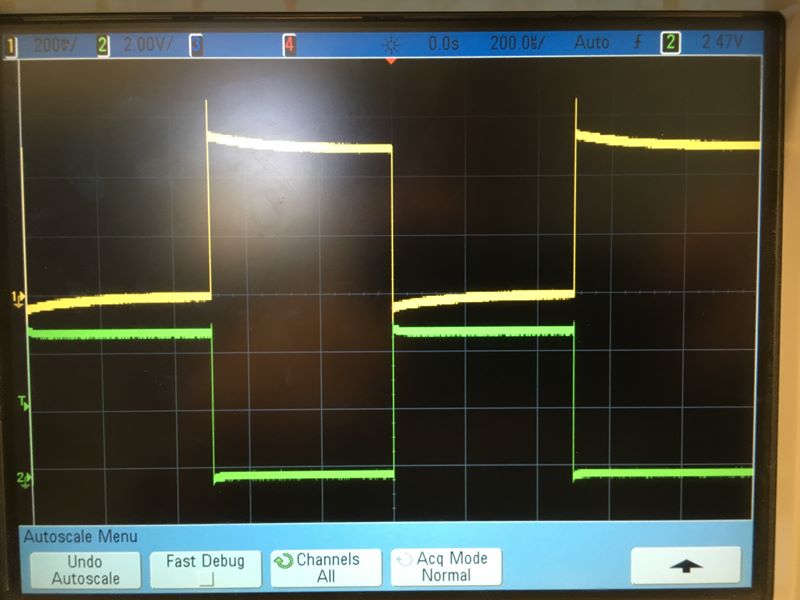 1 200mV/ 2 2.00V/ 3 4 0.0s 200.0µs/ Auto 2 2.47V
1
T
2
Autoscale Menu
Undo Autoscale
Fast Debug
Channels All
Acq Mode Normal